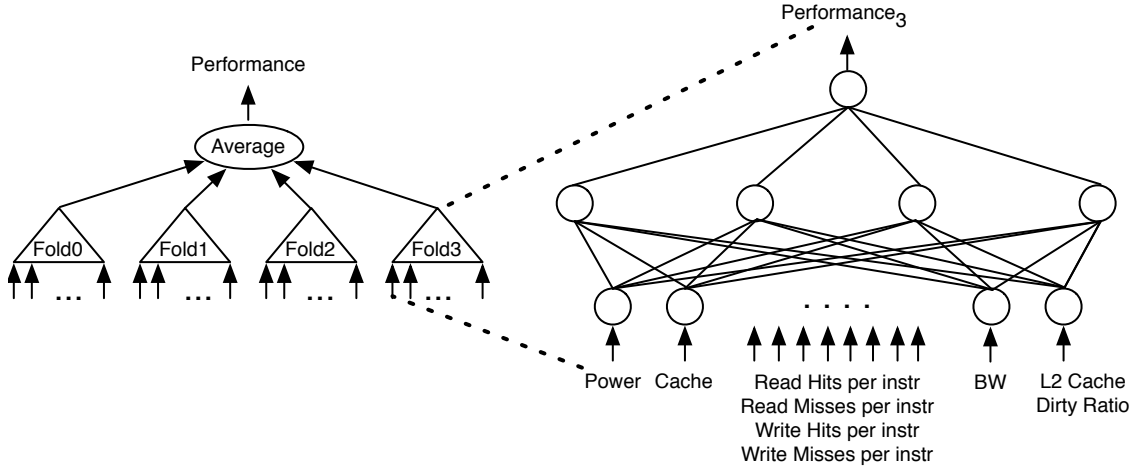 Performance
Average
Fold0 Fold1 Fold2 Fold3
... ... ... ...
Performance3
. . . .
Power Cache Read Hits per instr BW L2 Cache
Read Misses per instr Dirty Ratio
Write Hits per instr
Write Misses per instr